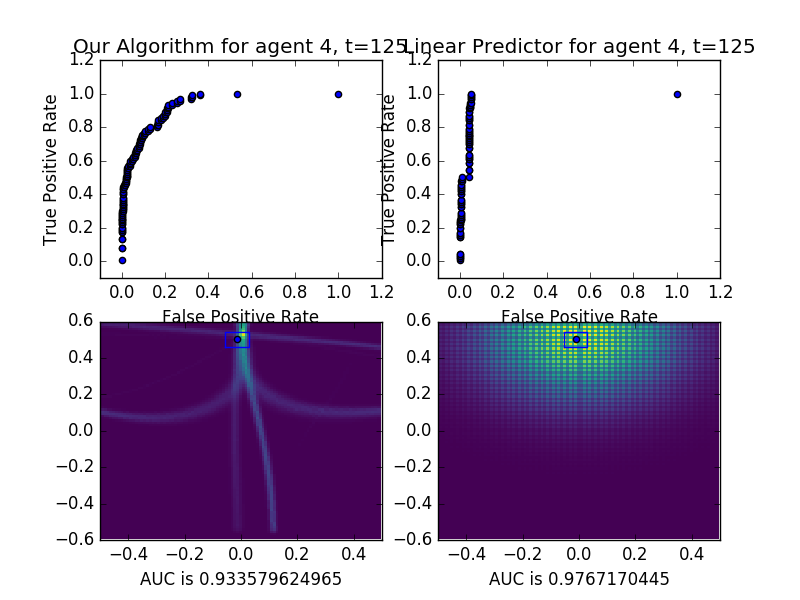 Our Algorithm for agent 4, t=125
Linear Predictor for agent 4, t=125
1.2
1.0
0.8
0.6
0.4
0.2
0.0
True Positive Rate
0.0 0.2 0.4 0.6 0.8 1.0 1.2
False Positive Rate
1.2
1.0
0.8
0.6
0.4
0.2
0.0
True Positive Rate
0.0 0.2 0.4 0.6 0.8 1.0 1.2
False Positive Rate
0.6
0.4
0.2
0.0
−0.2
−0.4
−0.6
−0.4 −0.2 0.0 0.2 0.4
AUC is 0.933579624965
0.6
0.4
0.2
0.0
−0.2
−0.4
−0.6
−0.4 −0.2 0.0 0.2 0.4
AUC is 0.9767170445